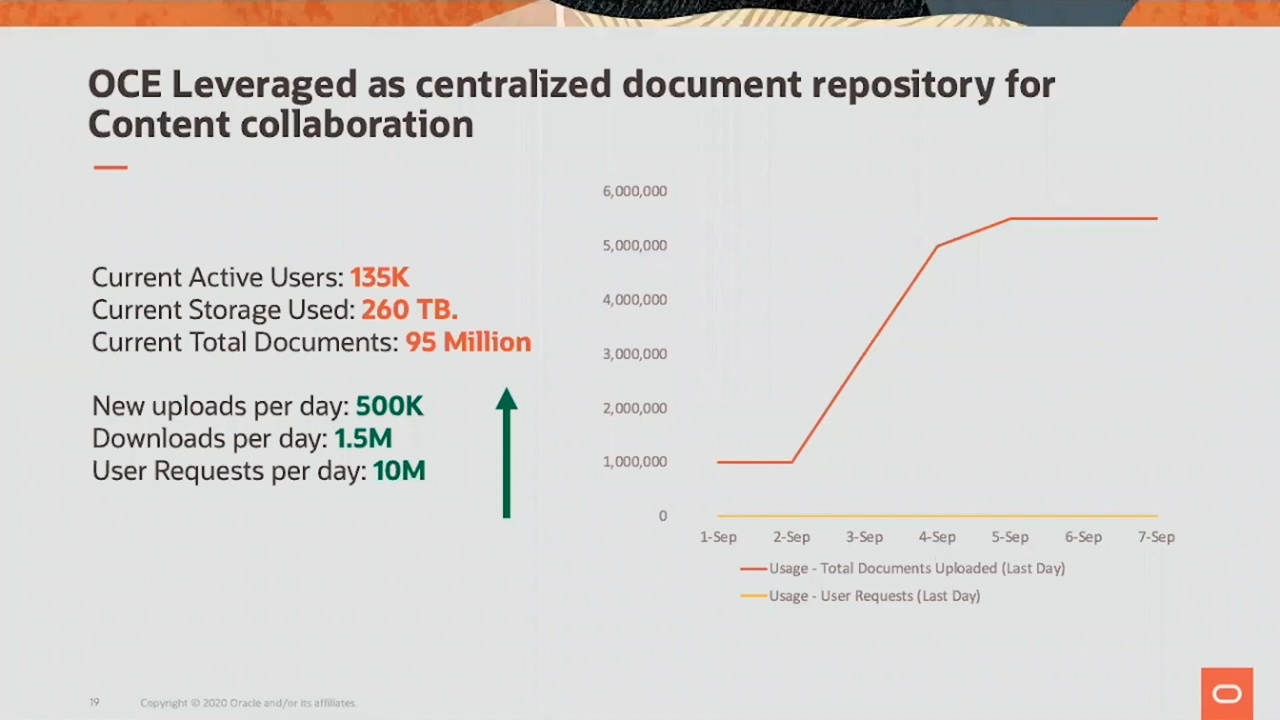 OCE Leveraged as centralized document repository for
Content collaboration
Current Active Users: 135K
Current Storage Used: 260 TB.
Current Total Documents: 95 Million
New uploads per day: 500K
Downloads per day: 1.5M
User Requests per day: 10M
6,000,000
5,000,000
4,000,000
3,000,000
2,000,000
1,000,000
0
1-Sep 2-Sep 3-Sep 4-Sep 5-Sep 6-Sep 7-Sep
Usage - Total Documents Uploaded (Last Day)
Usage - User Requests (Last Day)
19 Copyright © 2020 Oracle and/or its affiliates.